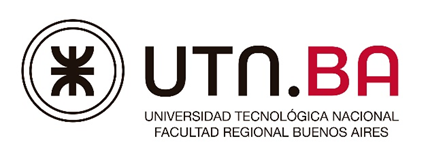 UTN.BA
UNIVERSIDAD TECNOLÓGICA NACIONAL
FACULTAD REGIONAL BUENOS AIRES